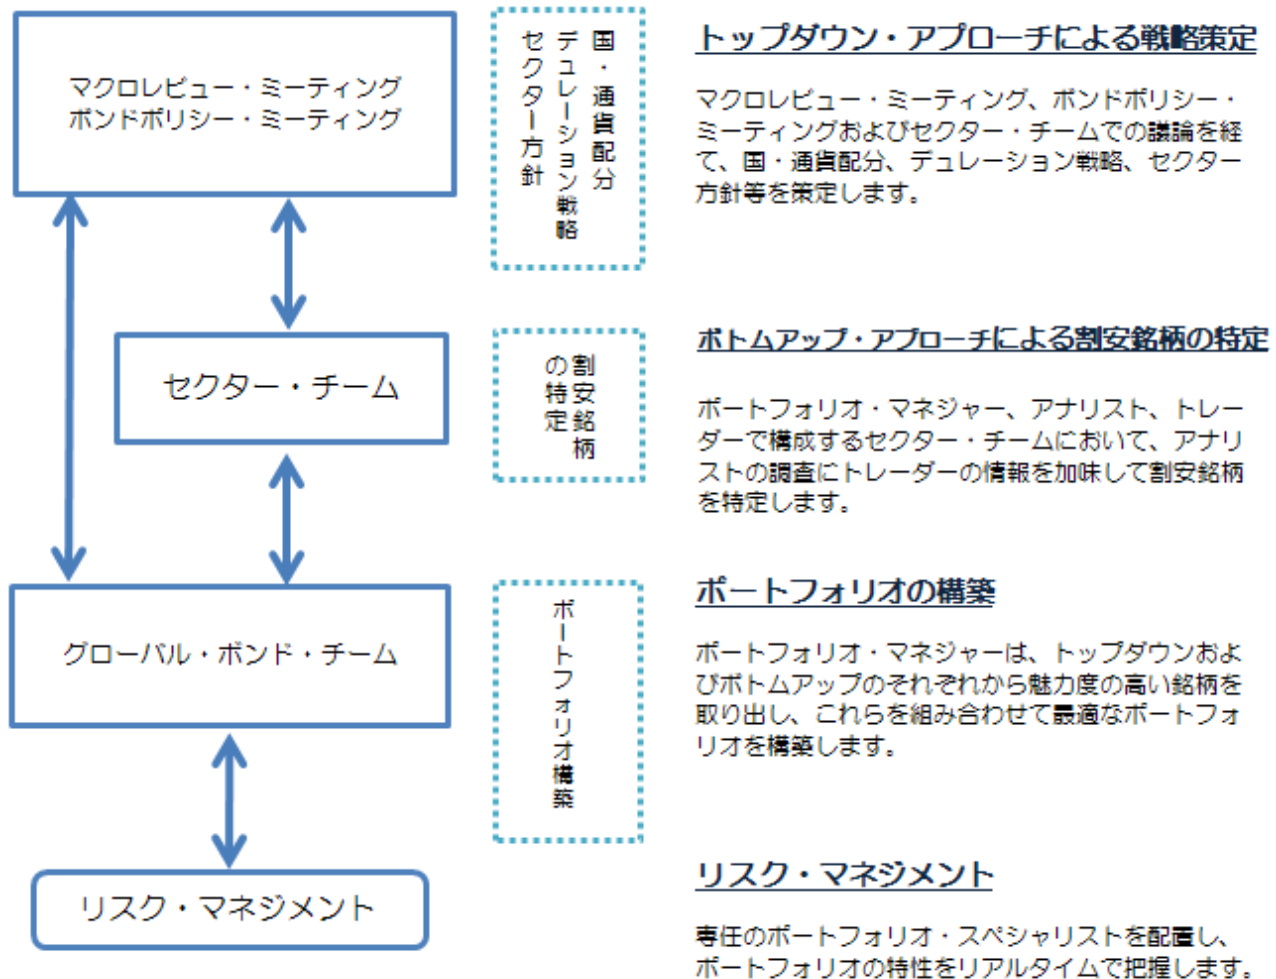 マクロレビュー・ミーティング
ボンドポリシー・ミーティング
国・通貨配分
デュレーション戦略
セクター方針
トップダウン・アプローチによる戦略策定
マクロレビュー・ミーティング、ボンドポリシー・
ミーティングおよびセクター・チームでの議論を経
て、国・通貨配分、デュレーション戦略、セクター
方針等を策定します。
セクター・チーム
割安銘柄
の特定
ボトムアップ・アプローチによる割安銘柄の特定
ポートフォリオ・マネジャー、アナリスト、トレー
ダーで構成するセクター・チームにおいて、アナリ
ストの調査にトレーダーの情報を加味して割安銘柄
を特定します。
グローバル・ボンド・チーム
ポートフォリオ構築
ポートフォリオの構築
ポートフォリオ・マネジャーは、トップダウンおよ
びボトムアップのそれぞれから魅力度の高い銘柄を
取り出し、これらを組み合わせて最適なポートフォ
リオを構築します。
リスク・マネジメント
リスク・マネジメント
専任のポートフォリオ・スペシャリストを配置し、
ポートフォリオの特性をリアルタイムで把握します。